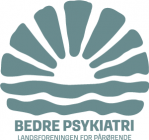 BEDRE PSYKIATRI
LANDSFORENINGEN FOR PÅRØRENDE